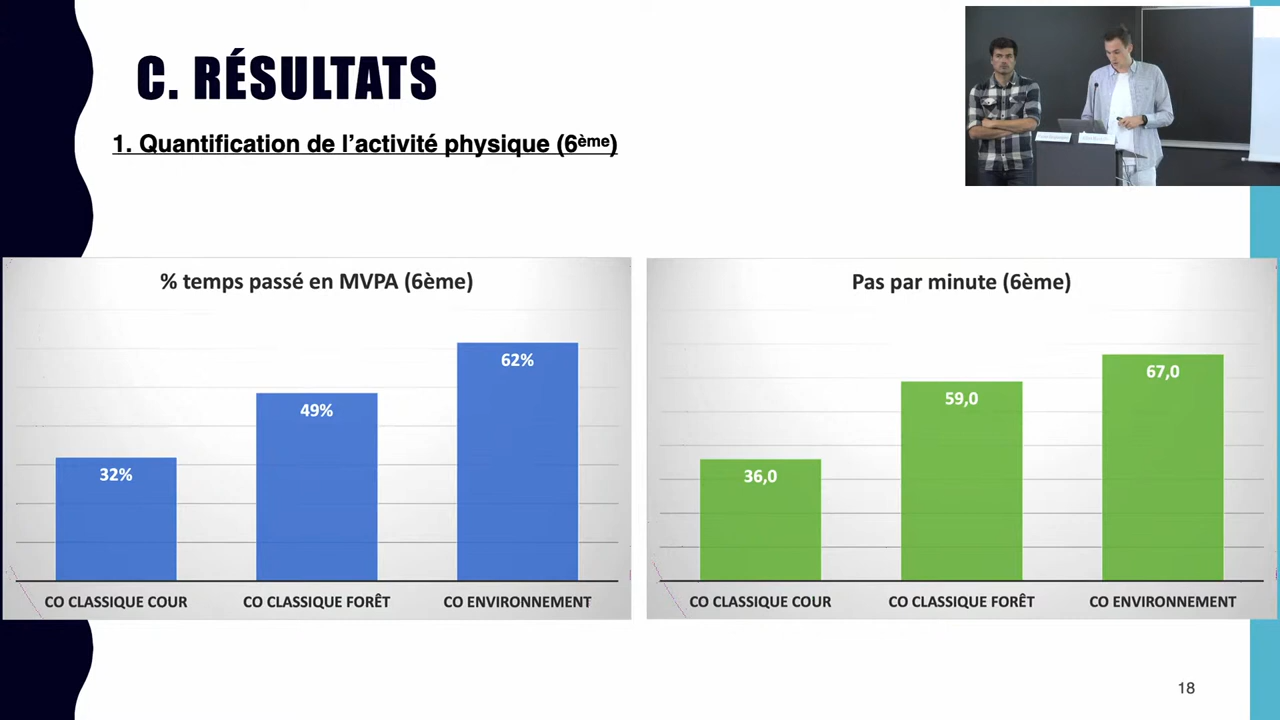 C. RÉSULTATS
1. Quantification de l’activité physique (6ème)
% temps passé en MVPA (6ème)
62%
49%
32%
CO CLASSIQUE COUR
CO CLASSIQUE FORÊT
CO ENVIRONNEMENT
Pas par minute (6ème)
67,0
59,0
36,0
CO CLASSIQUE COUR
CO CLASSIQUE FORÊT
CO ENVIRONNEMENT
18